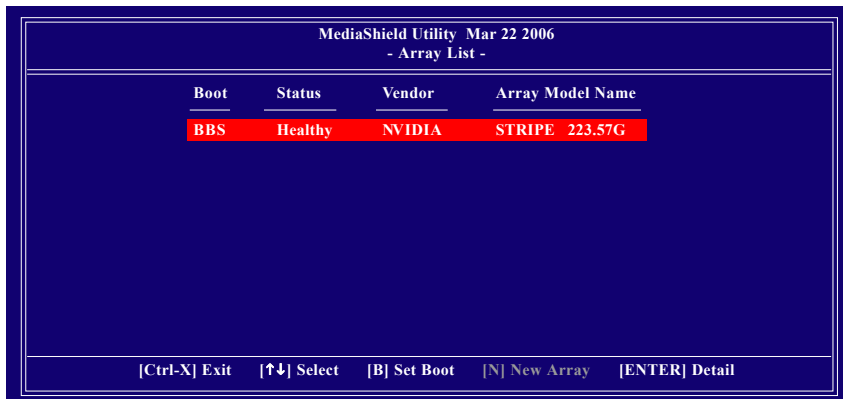 MediaShield Utility Mar 22 2006
- Array List -
Boot Status Vendor Array Model Name
BBS Healthy NVIDIA STRIPE 223.57G
[Ctrl-X] Exit [↑↓] Select [B] Set Boot [N] New Array [ENTER] Detail